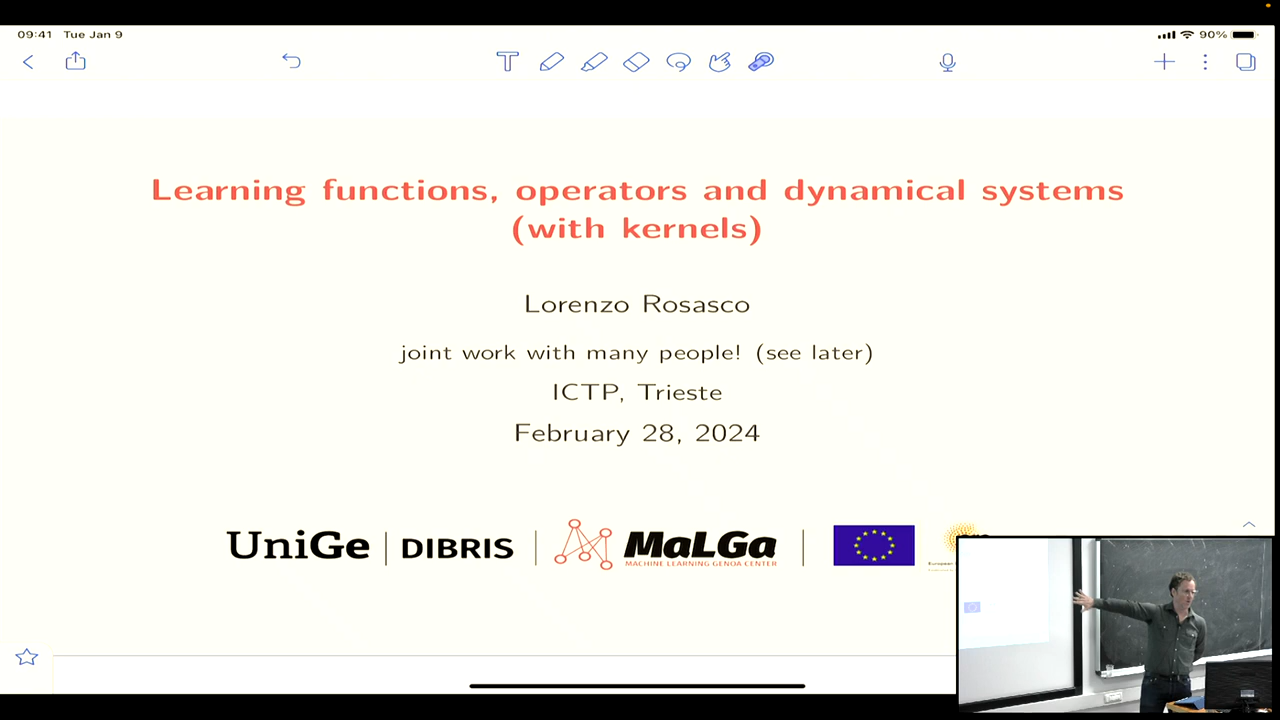 09:41 Tue Jan 9
90%
Learning functions, operators and dynamical systems
(with kernels)
Lorenzo Rosasco
joint work with many people! (see later)
ICTP, Trieste
February 28, 2024
UniGe | DIBRIS | MaLGa
MACHINE LEARNING GENOA CENTER
European